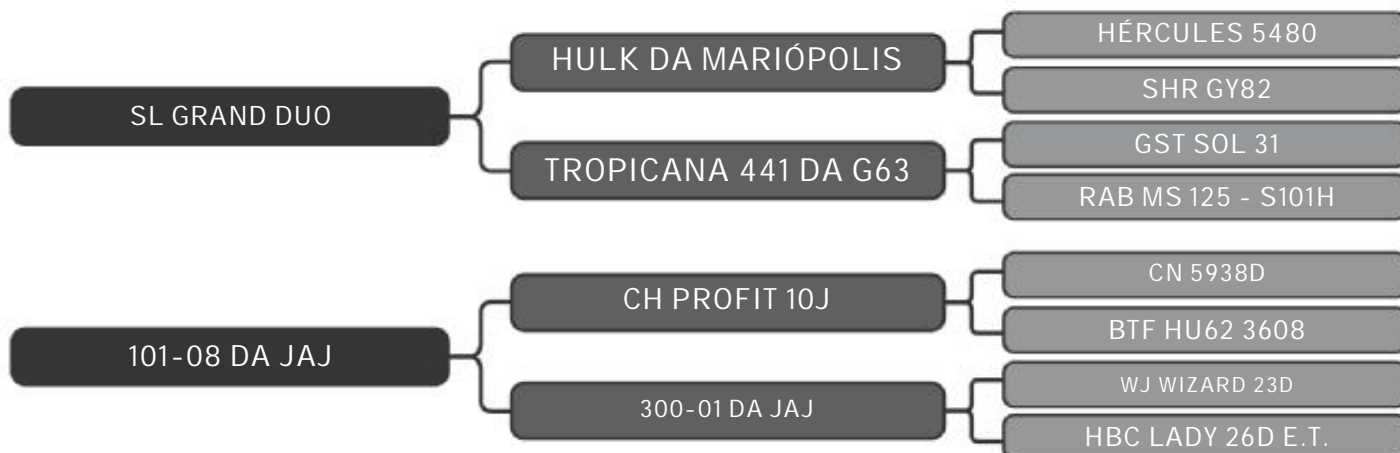 SL GRAND DUO
HULK DA MARIÓPOLIS
HÉRCULES 5480
SHR GY82
TROPICANA 441 DA G63
GST SOL 31
RAB MS 125 - S101H
101-08 DA JAJ
CH PROFIT 10J
CN 5938D
BTF HU62 3608
300-01 DA JAJ
WJ WIZARD 23D
HBC LADY 26D E.T.